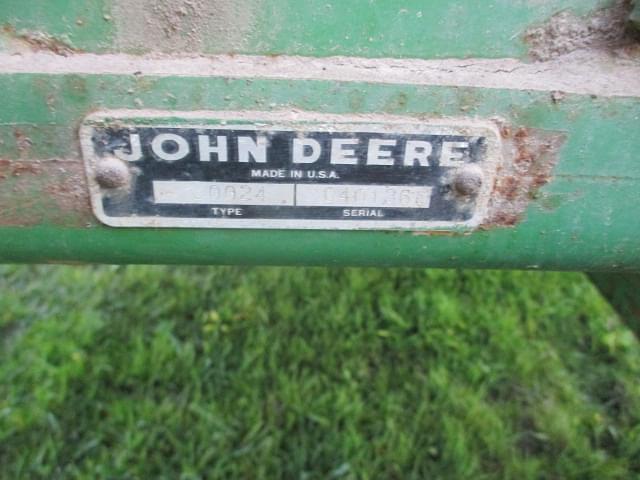 JOHN DEERE
MADE IN U.S.A.
0024
TYPE SERIAL